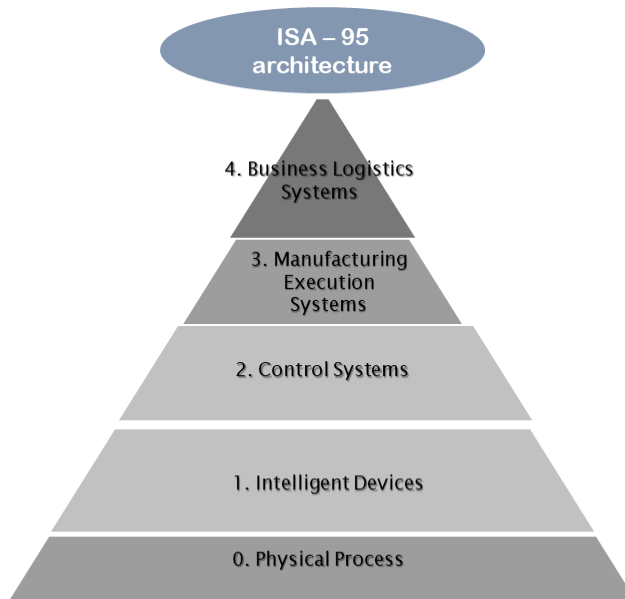 ISA – 95
architecture
4. Business Logistics
Systems
3. Manufacturing
Execution
Systems
2. Control Systems
1. Intelligent Devices
0. Physical Process